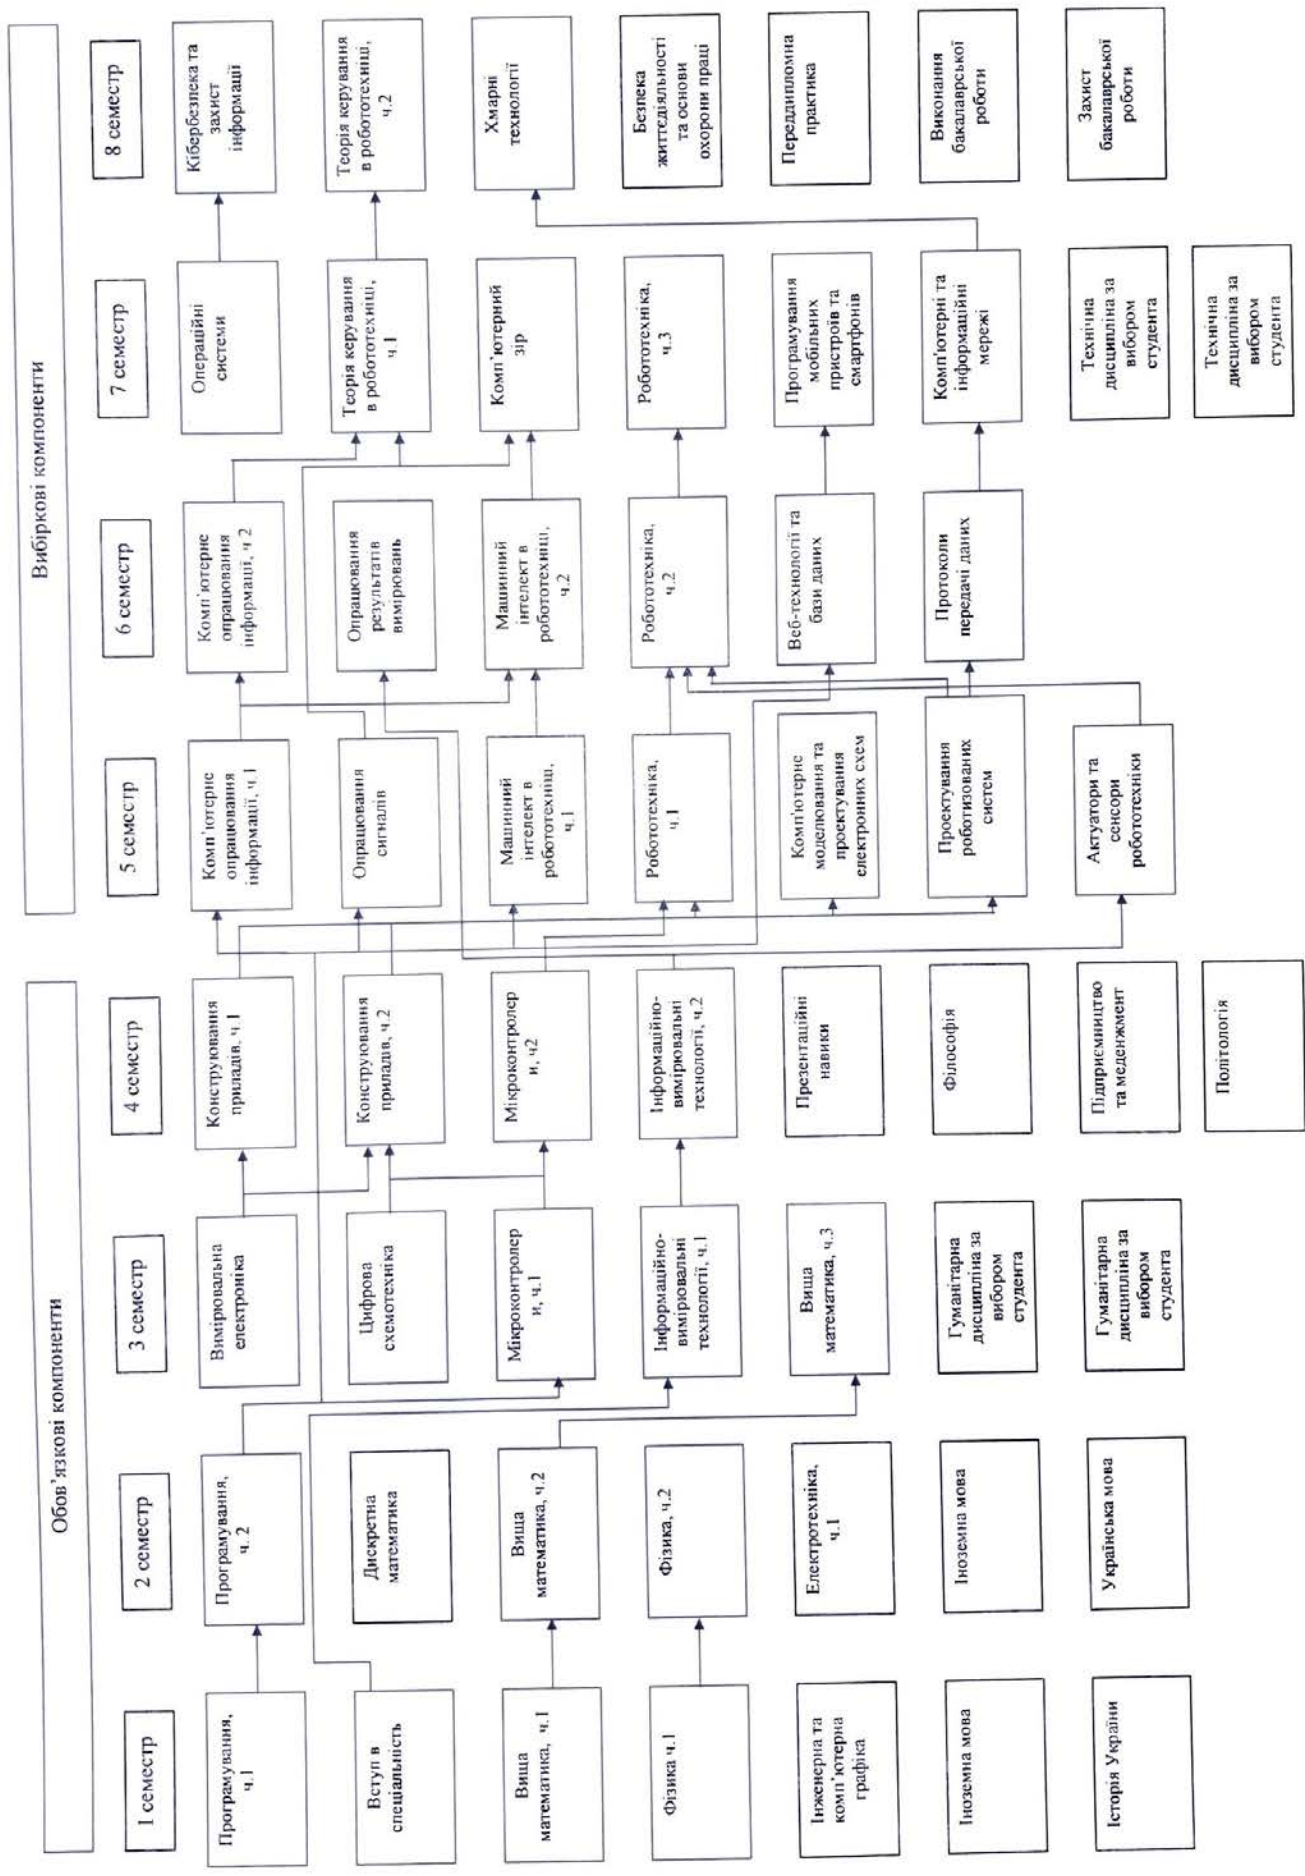 Обов'язкові компоненти
Вибіркові компоненти
1 семестр
2 семестр
3 семестр
4 семестр
5 семестр
6 семестр
7 семестр
8 семестр
Програмування,
ч.1
Вступ в
спеціальність
Вища
математика, ч.1
Фізика ч.1
Інженерна та
комп'ютерна
графіка
Іноземна мова
Історія України
Програмування,
ч. 2
Дискретна
математика
Вища
математика, ч.2
Фізика, ч.2
Електротехніка,
ч.1
Іноземна мова
Українська мова
Вимірювальна
електроніка
Цифрова
схемотехніка
Мікроконтролер
и, ч.1
Інформаційно-
вимірювальні
технології, ч.1
Вища
математика, ч.3
Гуманітарна
дисципліна за
вибором
студента
Гуманітарна
дисципліна за
вибором
студента
Конструювання
приладів, ч.1
Конструювання
приладів, ч.2
Мікроконтролер
и, ч2
Інформаційно-
вимірювальні
технології, ч.2
Презентаційні
навики
Філософія
Підприємництво
та меденжмент
Політологія
Комп'ютерне
опрацювання
інформації, ч.1
Опрацювання
сигналів
Машинний
інтелект в
робототехніці,
ч.1
Робототехніка,
ч.1
Комп'ютерне
моделювання та
проектування
електронних схем
Проектування
роботизованих
систем
Актуатори та
сенсори
робототехніки
Комп'ютерне
опрацювання
інформації, ч 2
Опрацювання
результатів
вимірювань
Машинний
інтелект в
робототехніці,
ч.2
Робототехніка,
ч.2
Веб-технології та
бази даних
Протоколи
передачі даних
Операційні
системи
Теорія керування
в робототехніці,
ч.1
Комп'ютерний
зір
Робототехніка,
ч.3
Програмування
мобільних
пристроїв та
смартфонів
Комп'ютерні та
інформаційні
мережі
Технічна
дисципліна за
вибором
студента
Технічна
дисципліна за
вибором
студента
Кібербезпека та
захист
інформації
Теорія керування
в робототехніці,
ч.2
Хмарні
технології
Безпека
життєдіяльності
та основи
охорони праці
Переддипломна
практика
Виконання
бакалаврської
роботи
Захист
бакалаврської
роботи